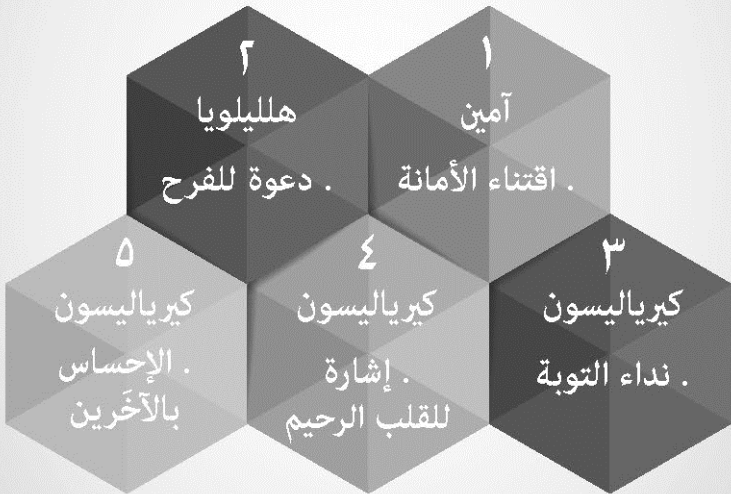 ١
آمين
. اقتناء الأمانة
٢
هلليلويا
. دعوة للفرح
٣
كيرياليسون
. نداء التوبة
٤
كيرياليسون
. إشارة
للقلب الرحيم
٥
كيرياليسون
. الإحساس
بالآخَرين